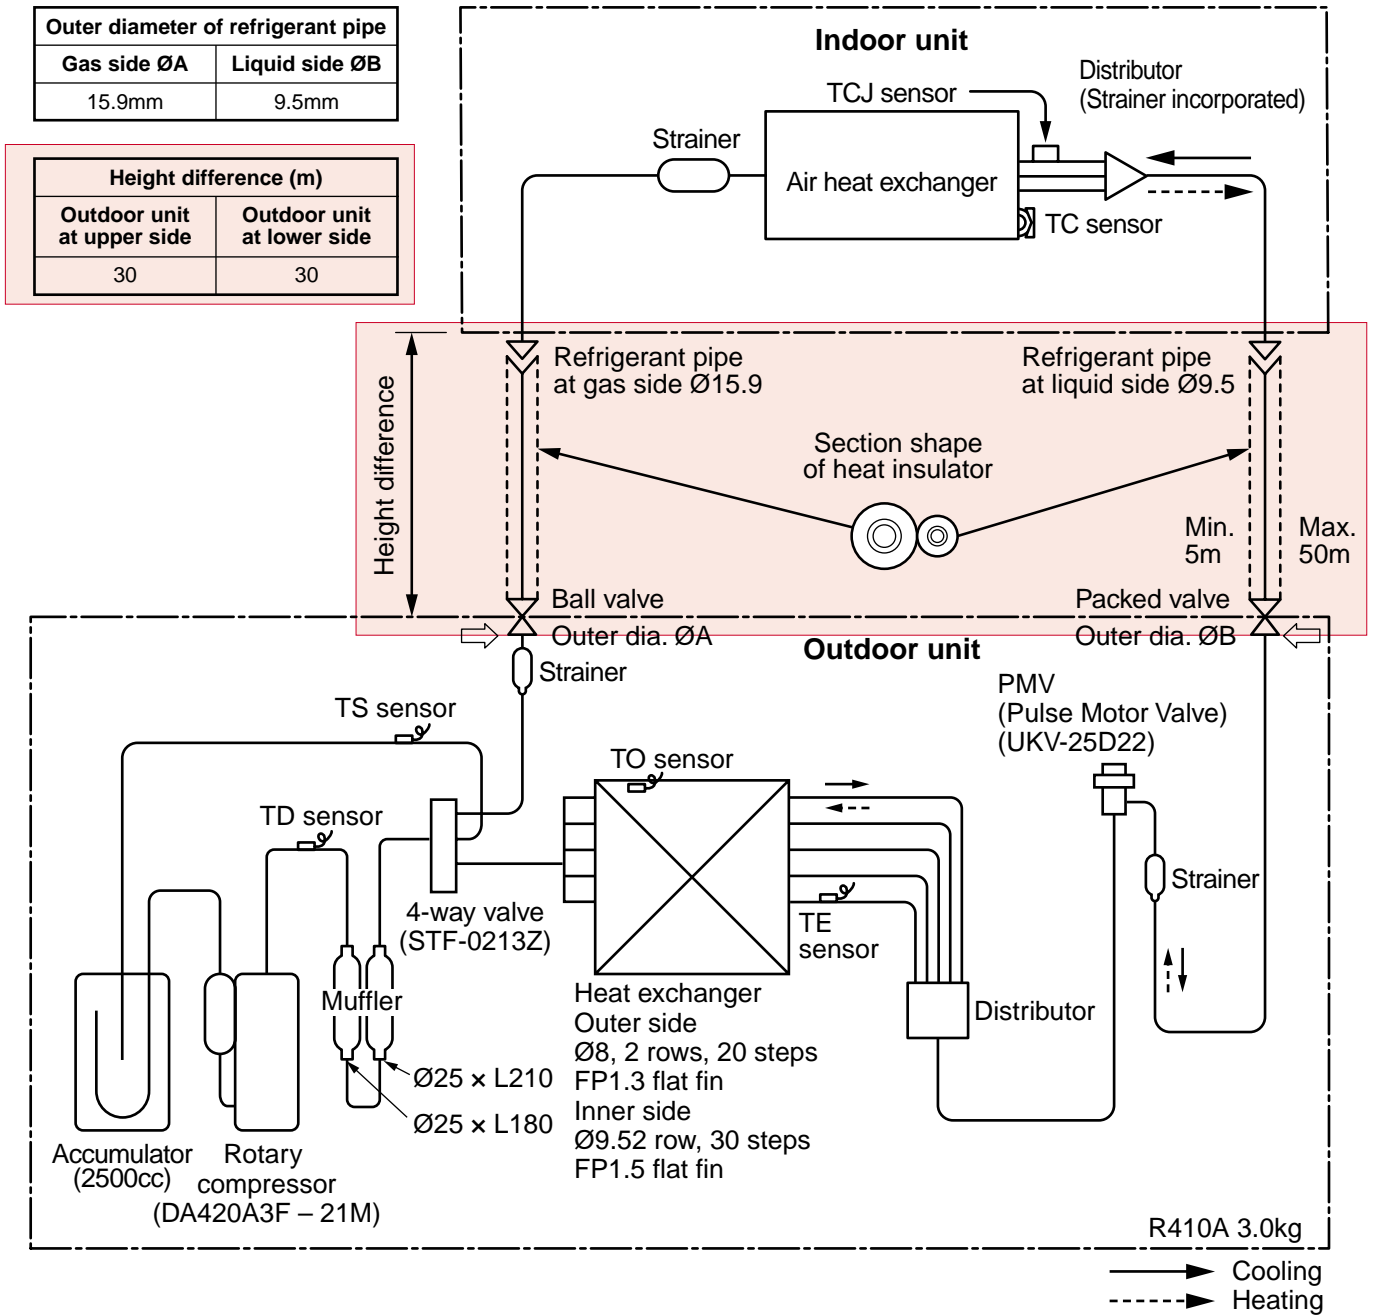 Outer diameter of refrigerant pipe
Gas side ØA
Liquid side ØB
15.9mm
9.5mm
Height difference (m)
Outdoor unit
at upper side
Outdoor unit
at lower side
30
30
Indoor unit
TCJ sensor
Distributor
(Strainer incorporated)
Strainer
Air heat exchanger
TC sensor
Height difference
Refrigerant pipe
at gas side Ø15.9
Refrigerant pipe
at liquid side Ø9.5
Section shape
of heat insulator
Min.
5m
Max.
50m
Ball valve
Outer dia. ØA
Packed valve
Outer dia. ØB
Outdoor unit
Strainer
TS sensor
PMV
(Pulse Motor Valve)
(UKV-25D22)
TO sensor
TD sensor
Strainer
4-way valve
(STF-0213Z)
TE
sensor
Muffler
Heat exchanger
Outer side
Ø8, 2 rows, 20 steps
FP1.3 flat fin
Inner side
Ø9.52 row, 30 steps
FP1.5 flat fin
Distributor
Ø25 × L210
Ø25 × L180
Accumulator
(2500cc)
Rotary
compressor
(DA420A3F – 21M)
R410A 3.0kg
Cooling
Heating